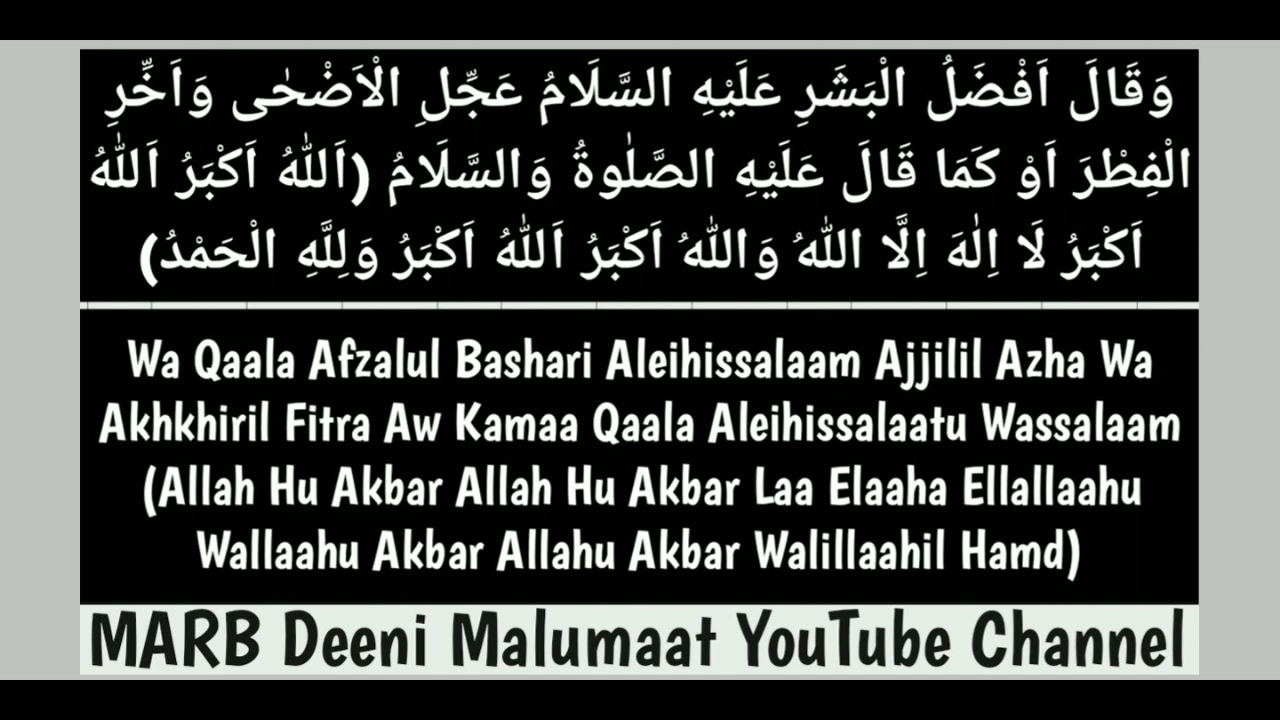 وَقَالَ اَفْضَلُ الْبَشَرِ عَلَيْهِ السَّلَامُ عَجِّلِ الْاَضْحٰى وَاَخِّرِ
الْفِطْرَ اَوْ كَمَا قَالَ عَلَيْهِ الصَّلٰوةُ وَالسَّلَامُ (اَللّٰهُ اَكْبَرُ اَللّٰهُ
اَكْبَرُ لَا اِلٰهَ اِلَّا اللّٰهُ وَاللّٰهُ اَكْبَرُ اَللّٰهُ اَكْبَرُ وَلِلَّهِ الْحَمْدُ)
Wa Qaala Afzalul Bashari Aleihissalaam Ajjilil Azha Wa
Akhkhiril Fitra Aw Kamaa Qaala Aleihissalaatu Wassalaam
(Allah Hu Akbar Allah Hu Akbar Laa Elaaha Ellallaahu
Wallaahu Akbar Allahu Akbar Walillaahil Hamd)
MARB Deeni Malumaat YouTube Channel